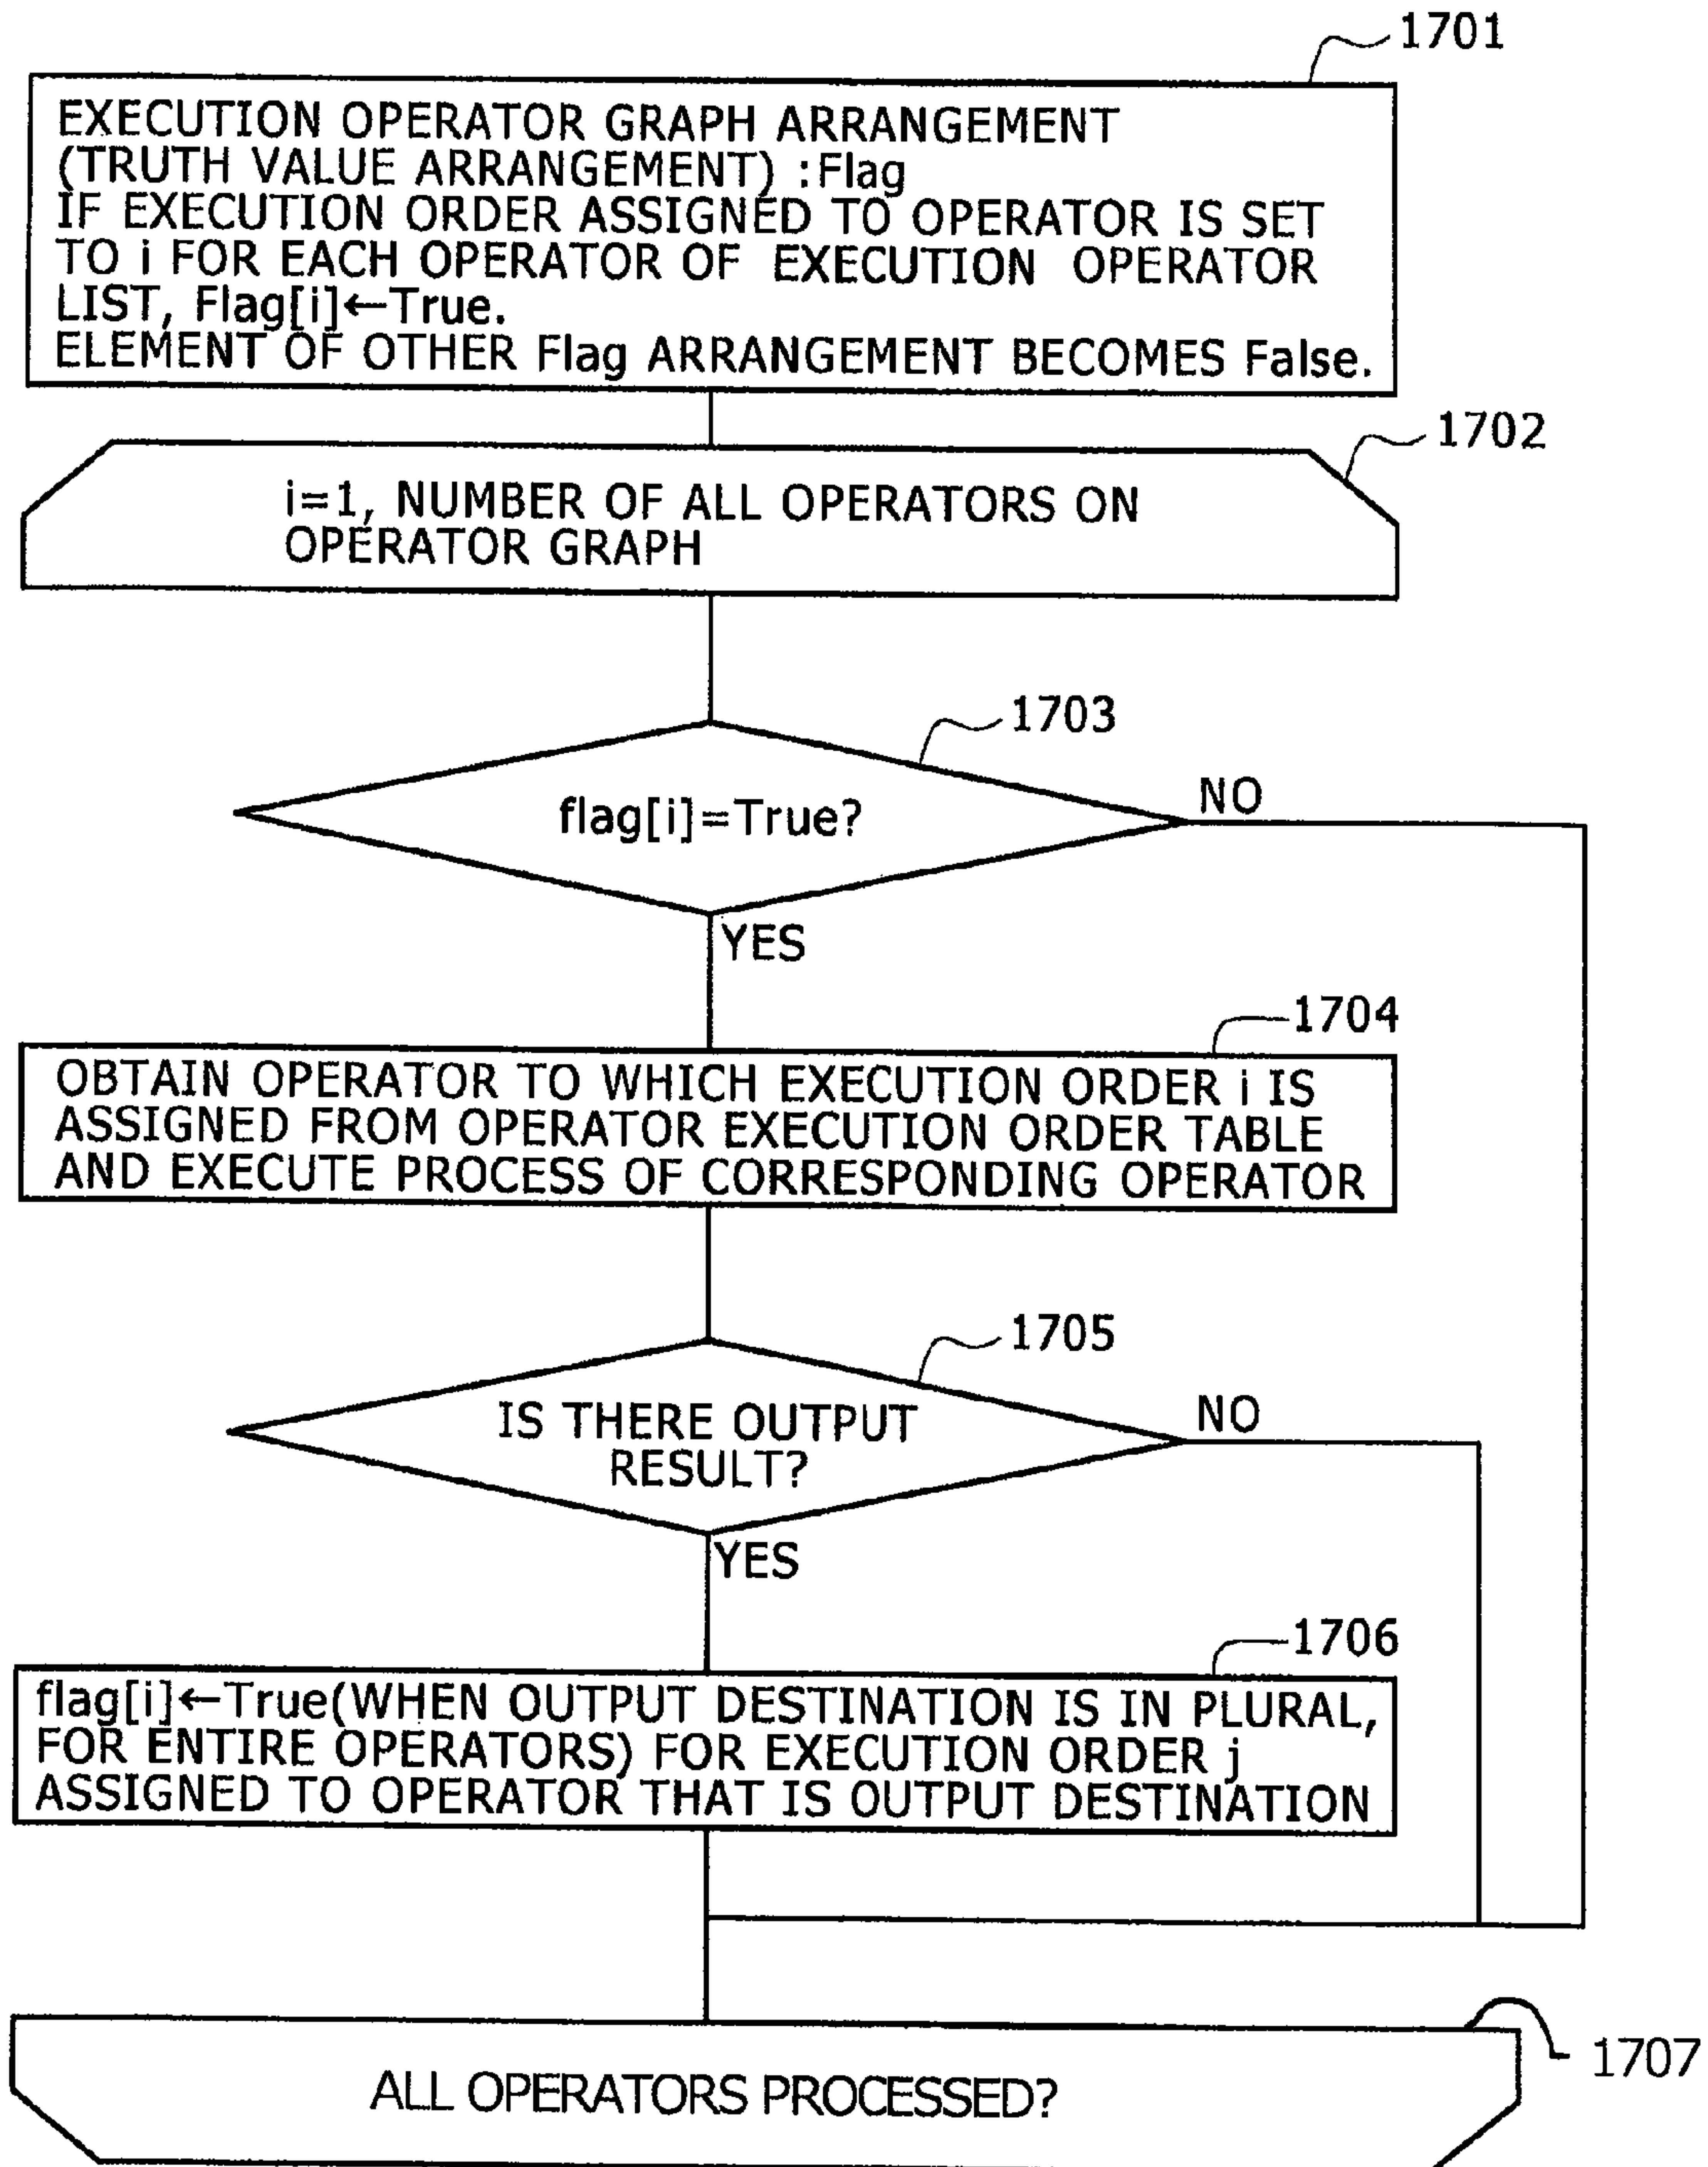 1701
EXECUTION OPERATOR GRAPH ARRANGEMENT
(TRUTH VALUE ARRANGEMENT) :Flag
IF EXECUTION ORDER ASSIGNED TO OPERATOR IS SET
TO i FOR EACH OPERATOR OF EXECUTION OPERATOR
LIST, Flag[i]←True.
ELEMENT OF OTHER Flag ARRANGEMENT BECOMES False.
1702
i=1, NUMBER OF ALL OPERATORS ON
OPERATOR GRAPH
1703
flag[i]=True?
NO
YES
1704
OBTAIN OPERATOR TO WHICH EXECUTION ORDER i IS
ASSIGNED FROM OPERATOR EXECUTION ORDER TABLE
AND EXECUTE PROCESS OF CORRESPONDING OPERATOR
1705
IS THERE OUTPUT
RESULT?
NO
YES
1706
flag[i]←True(WHEN OUTPUT DESTINATION IS IN PLURAL,
FOR ENTIRE OPERATORS) FOR EXECUTION ORDER j
ASSIGNED TO OPERATOR THAT IS OUTPUT DESTINATION
1707
ALL OPERATORS PROCESSED?